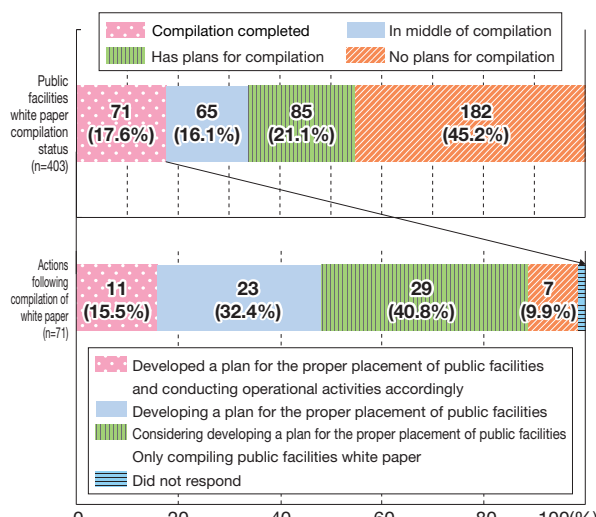 Compilation completed
In middle of compilation
Has plans for compilation
No plans for compilation
Public
facilities
white paper
compilation
status
(n=403)
71
(17.6%)
65
(16.1%)
85
(21.1%)
182
(45.2%)
Actions
following
compilation of
white paper
(n=71)
11
(15.5%)
23
(32.4%)
29
(40.8%)
7
(9.9%)
Developed a plan for the proper placement of public facilities
and conducting operational activities accordingly
Developing a plan for the proper placement of public facilities
Considering developing a plan for the proper placement of public facilities
Only compiling public facilities white paper
Did not respond
0 20 40 60 80 100(%)